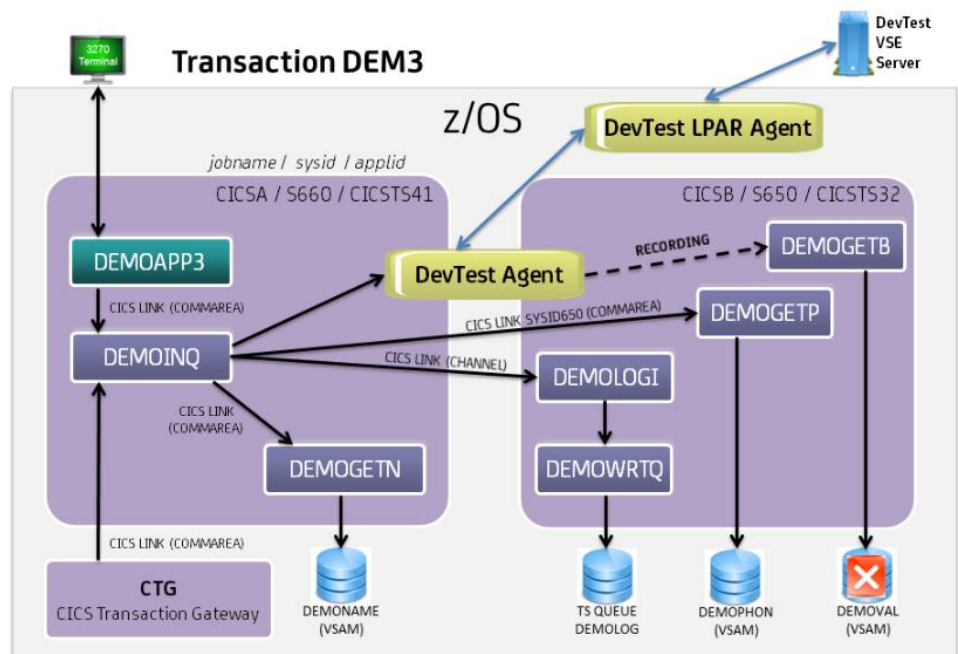 3270
Terminal
Transaction DEM3
DevTest
VSE
Server
z/OS
DevTest LPAR Agent
jobname / sysid / applid
CICSA / S660 / CICSTS41
CICSB / S650 / CICSTS32
DEMOAPP3
DevTest Agent
RECORDING
DEMOGETB
CICS LINK (COMMAREA)
CICS LINK SYSID650 (COMMAREA)
DEMOGETP
DEMOINQ
CICS LINK (CHANNEL)
DEMOLOGI
CICS LINK
(COMMAREA)
DEMOGETN
DEMOWRTQ
CICS LINK (COMMAREA)
CTG
CICS Transaction Gateway
DEMONAME
(VSAM)
TS QUEUE
DEMOLOG
DEMOPHON
(VSAM)
DEMOVAL
(VSAM)